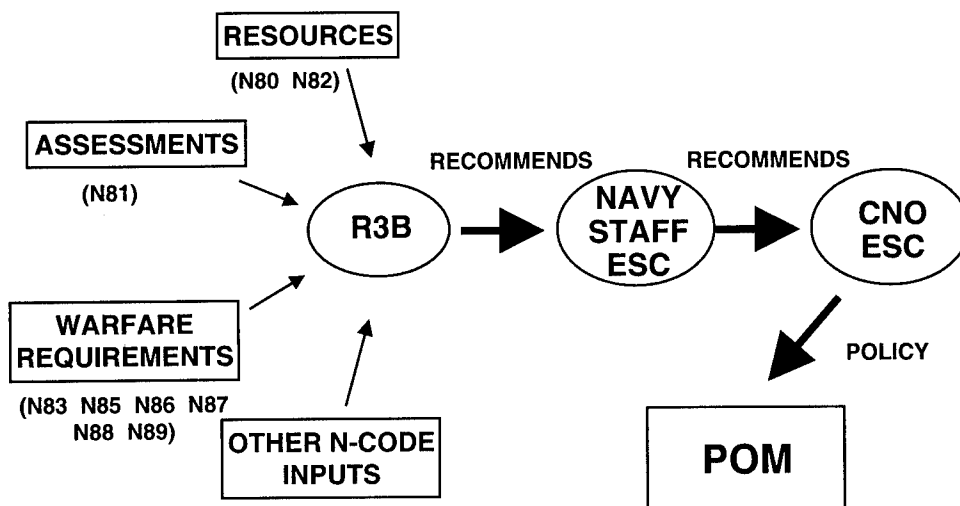 RESOURCES
(N80 N82)
ASSESSMENTS
(N81)
WARFARE
REQUIREMENTS
(N83 N85 N86 N87
N88 N89)
OTHER N-CODE
INPUTS
R3B
RECOMMENDS
NAVY
STAFF
ESC
RECOMMENDS
CNO
ESC
POLICY
POM